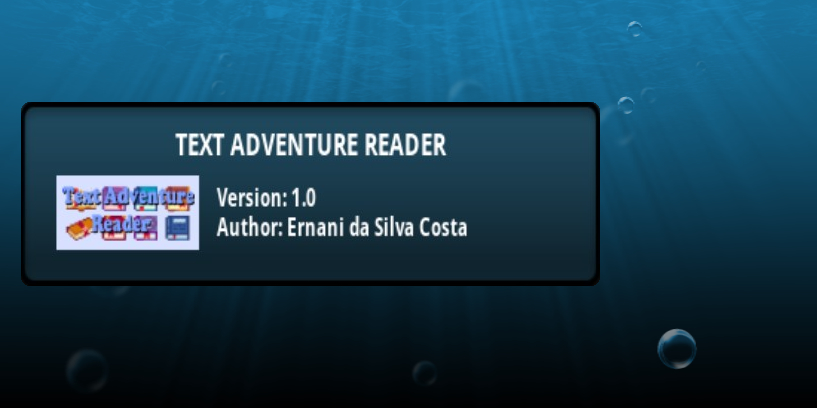 TEXT ADVENTURE READER
Text Adventure
Reader
Version: 1.0
Author: Ernani da Silva Costa